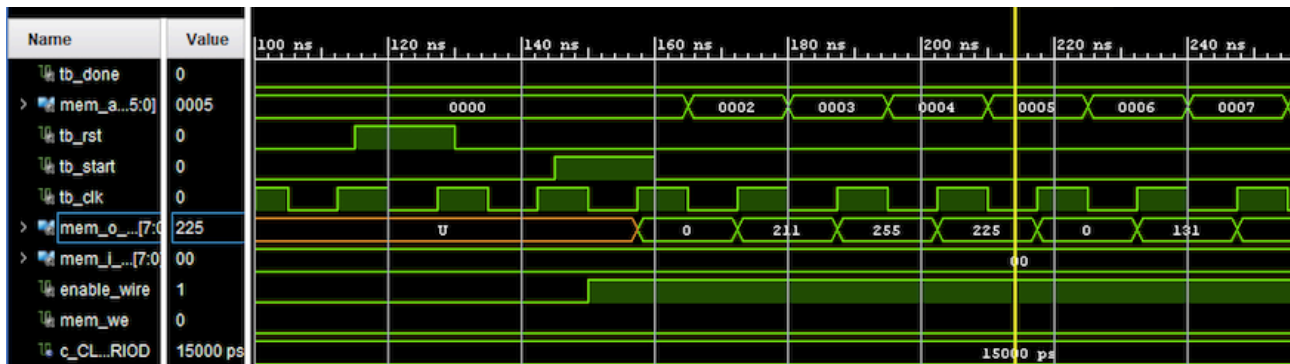 Name Value 100 ns 120 ns 140 ns 160 ns 180 ns 200 ns 220 ns 240 ns
tb_done 0
mem_a...5:0] 0005 0000 0002 0003 0004 0005 0006 0007
tb_rst 0
tb_start 0
tb_clk 0
mem_o_...[7:0 225 U 0 211 255 225 0 131
mem_i_...[7:0 00 00
enable_wire 1
mem_we 0
c_CL...RIOD 15000 ps 15000 ps